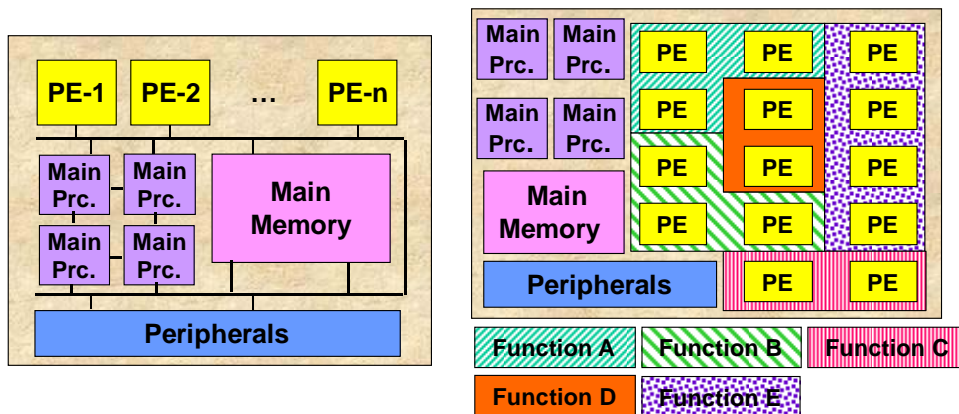 PE-1 PE-2 … PE-n
Main Prc. Main Prc.
Main Prc. Main Prc.
Main Memory
Peripherals
Main Prc. Main Prc.
Main Prc. Main Prc.
Main Memory
Peripherals
PE PE PE
PE PE PE
PE PE PE
PE PE PE
PE PE
Function A Function B Function C
Function D Function E